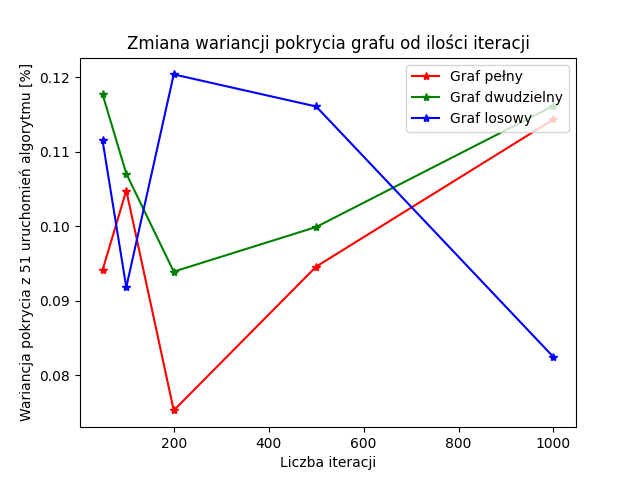 Zmiana wariancji pokrycia grafu od ilości iteracji
Wariancja pokrycia z 51 uruchomień algorytmu [%]
0.12
0.11
0.10
0.09
0.08
Graf pełny
Graf dwudzielny
Graf losowy
200
400
600
800
1000
Liczba iteracji